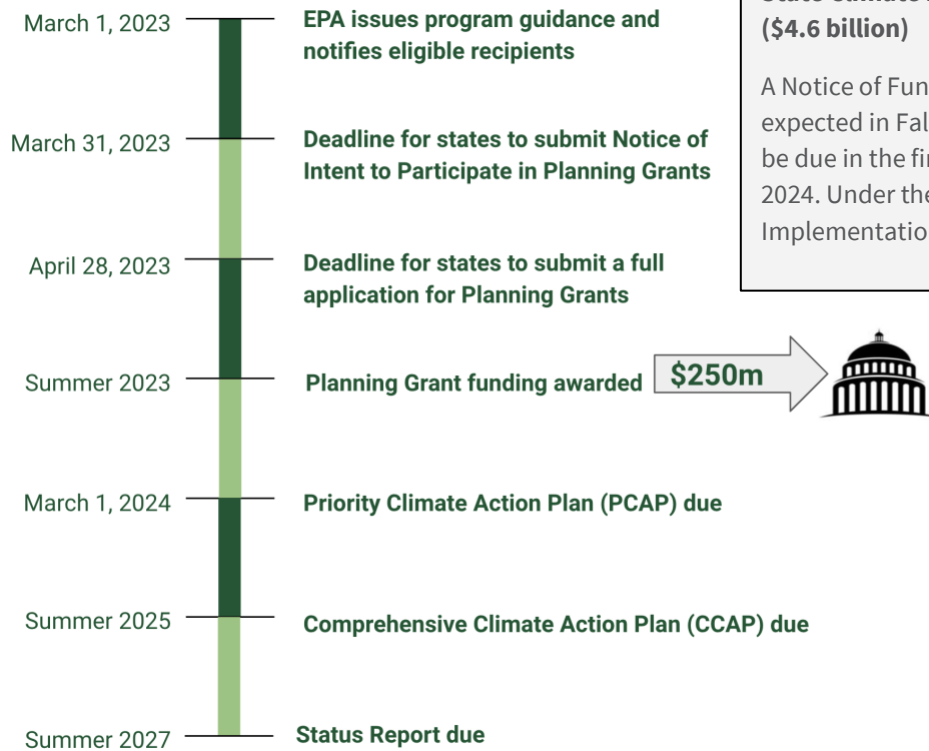 March 1, 2023
EPA issues program guidance and
notifies eligible recipients
March 31, 2023
Deadline for states to submit Notice of
Intent to Participate in Planning Grants
April 28, 2023
Deadline for states to submit a full
application for Planning Grants
Summer 2023
Planning Grant funding awarded
$250m
March 1, 2024
Priority Climate Action Plan (PCAP) due
Summer 2025
Comprehensive Climate Action Plan (CCAP) due
Summer 2027
Status Report due
State Climate
($4.6 billion)
A Notice of Fun
expected in Fal
be due in the fi
2024. Under the
Implementatio